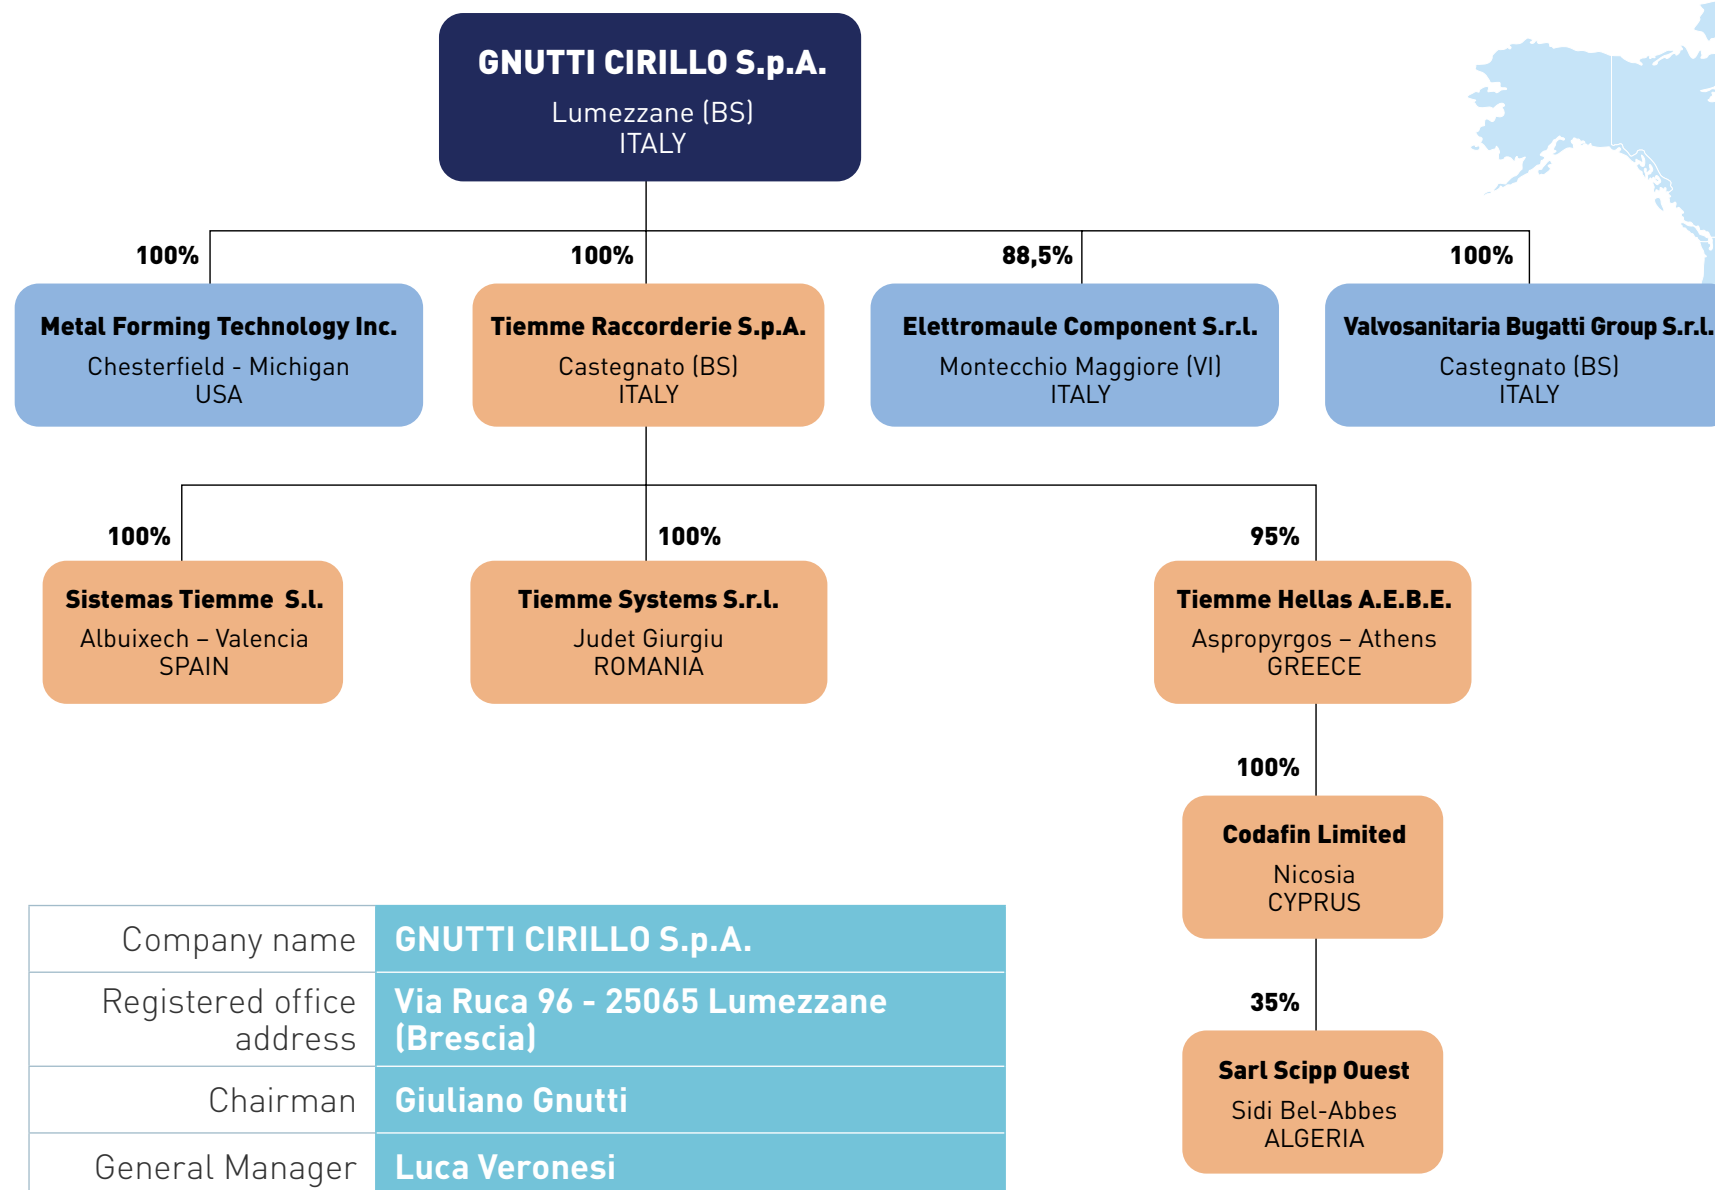 GNUTTI CIRILLO S.p.A.
Lumezzane (BS)
ITALY
100%
100%
88,5%
100%
Metal Forming Technology Inc.
Chesterfield - Michigan
USA
Tiemme Raccorderie S.p.A.
Castegnato (BS)
ITALY
Elettromaule Component S.r.l.
Montecchio Maggiore (VI)
ITALY
Valvosanitaria Bugatti Group S.r.l.
Castegnato (BS)
ITALY
100%
100%
95%
Sistemas Tiemme  S.l.
Albuixech – Valencia
SPAIN
Tiemme Systems S.r.l.
Judet Giurgiu
ROMANIA
Tiemme Hellas A.E.B.E.
Aspropyrgos – Athens
GREECE
100%
Codafin Limited
Nicosia
CYPRUS
35%
Sarl Scipp Ouest
Sidi Bel-Abbes
ALGERIA
Company name GNUTTI CIRILLO S.p.A.
Registered office Via Ruca 96 - 25065 Lumezzane
address (Brescia)
Chairman Giuliano Gnutti
General Manager Luca Veronesi